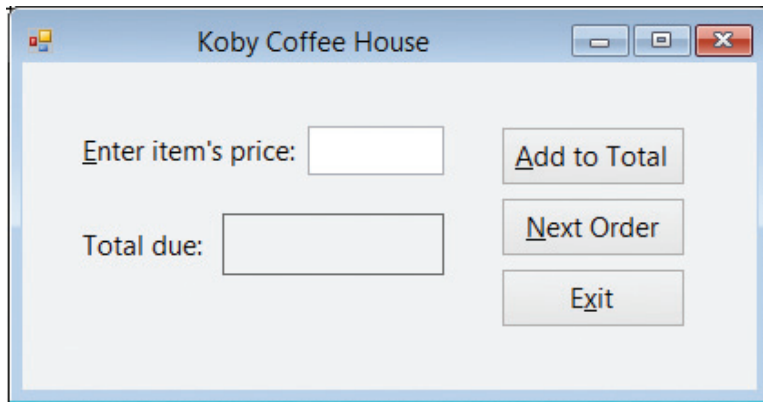 Koby Coffee House
Enter item's price:
Add to Total
Total due:
Next Order
Exit